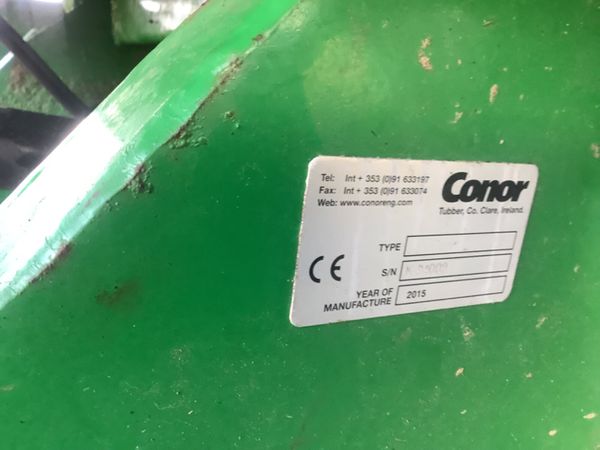 Tel: Int + 353 (0)91 633197
Fax: Int + 353 (0)91 633074
Web: www.conoreng.com
Conor
Tubber, Co. Clare, Ireland.
TYPE
CE
S/N
YEAR OF MANUFACTURE 2015